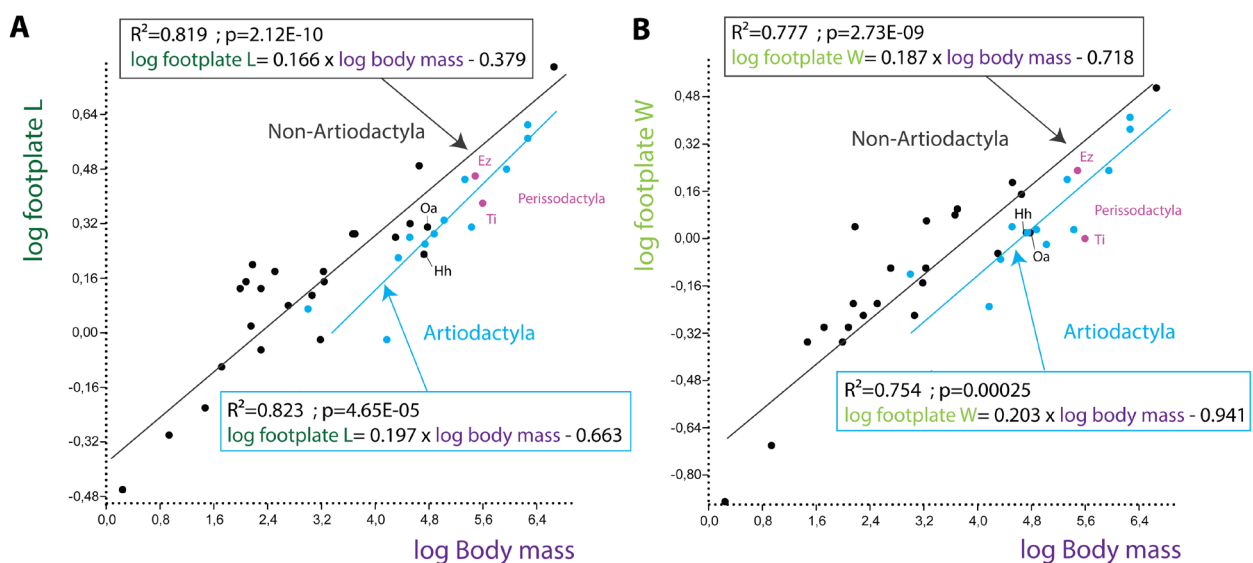 A
R²=0.819 ; p=2.12E-10
log footplate L= 0.166 x log body mass - 0.379
log footplate L
0,64
0,48
0,32
0,16
0,00
-0,16
-0,32
-0,48
Non-Artiodactyla
Ez
Perissodactyla
Ti
Oa
Hh
Artiodactyla
R²=0.823 ; p=4.65E-05
log footplate L= 0.197 x log body mass - 0.663
0,0 0,8 1,6 2,4 3,2 4,0 4,8 5,6 6,4
log Body mass
B
R²=0.777 ; p=2.73E-09
log footplate W= 0.187 x log body mass - 0.718
log footplate W
0,48
0,32
0,16
0,00
-0,16
-0,32
-0,48
-0,64
-0,80
Non-Artiodactyla
Ez
Perissodactyla
Hh
Ti
Oa
Artiodactyla
R²=0.754 ; p=0.00025
log footplate W= 0.203 x log body mass - 0.941
0,0 0,8 1,6 2,4 3,2 4,0 4,8 5,6 6,4
log Body mass